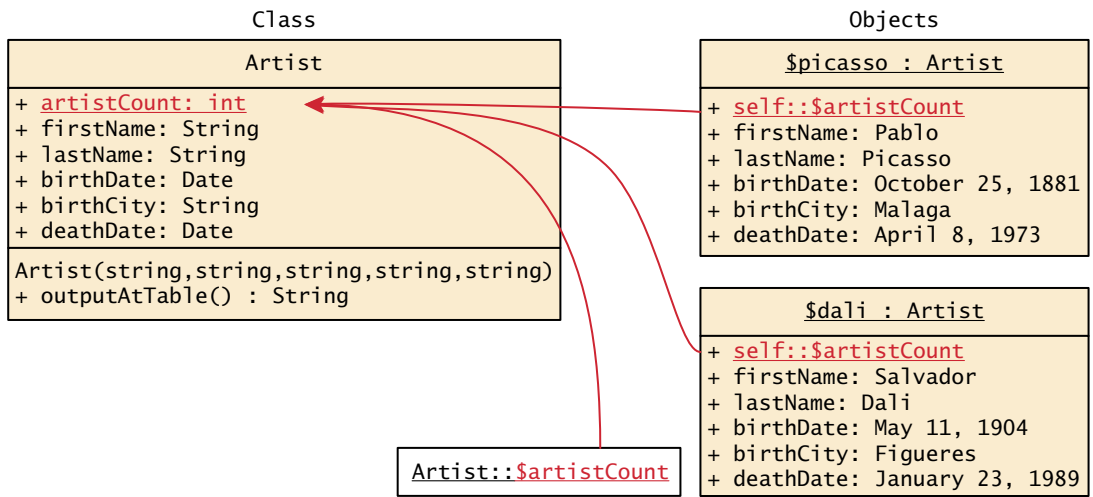 Class
Artist
+ artistCount: int
+ firstName: String
+ lastName: String
+ birthDate: Date
+ birthCity: String
+ deathDate: Date
Artist(string,string,string,string,string)
+ outputAtTable() : String
Objects
$picasso : Artist
+ self::$artistCount
+ firstName: Pablo
+ lastName: Picasso
+ birthDate: October 25, 1881
+ birthCity: Malaga
+ deathDate: April 8, 1973
$dali : Artist
+ self::$artistCount
+ firstName: Salvador
+ lastName: Dali
+ birthDate: May 11, 1904
+ birthCity: Figueres
+ deathDate: January 23, 1989
Artist::$artistCount